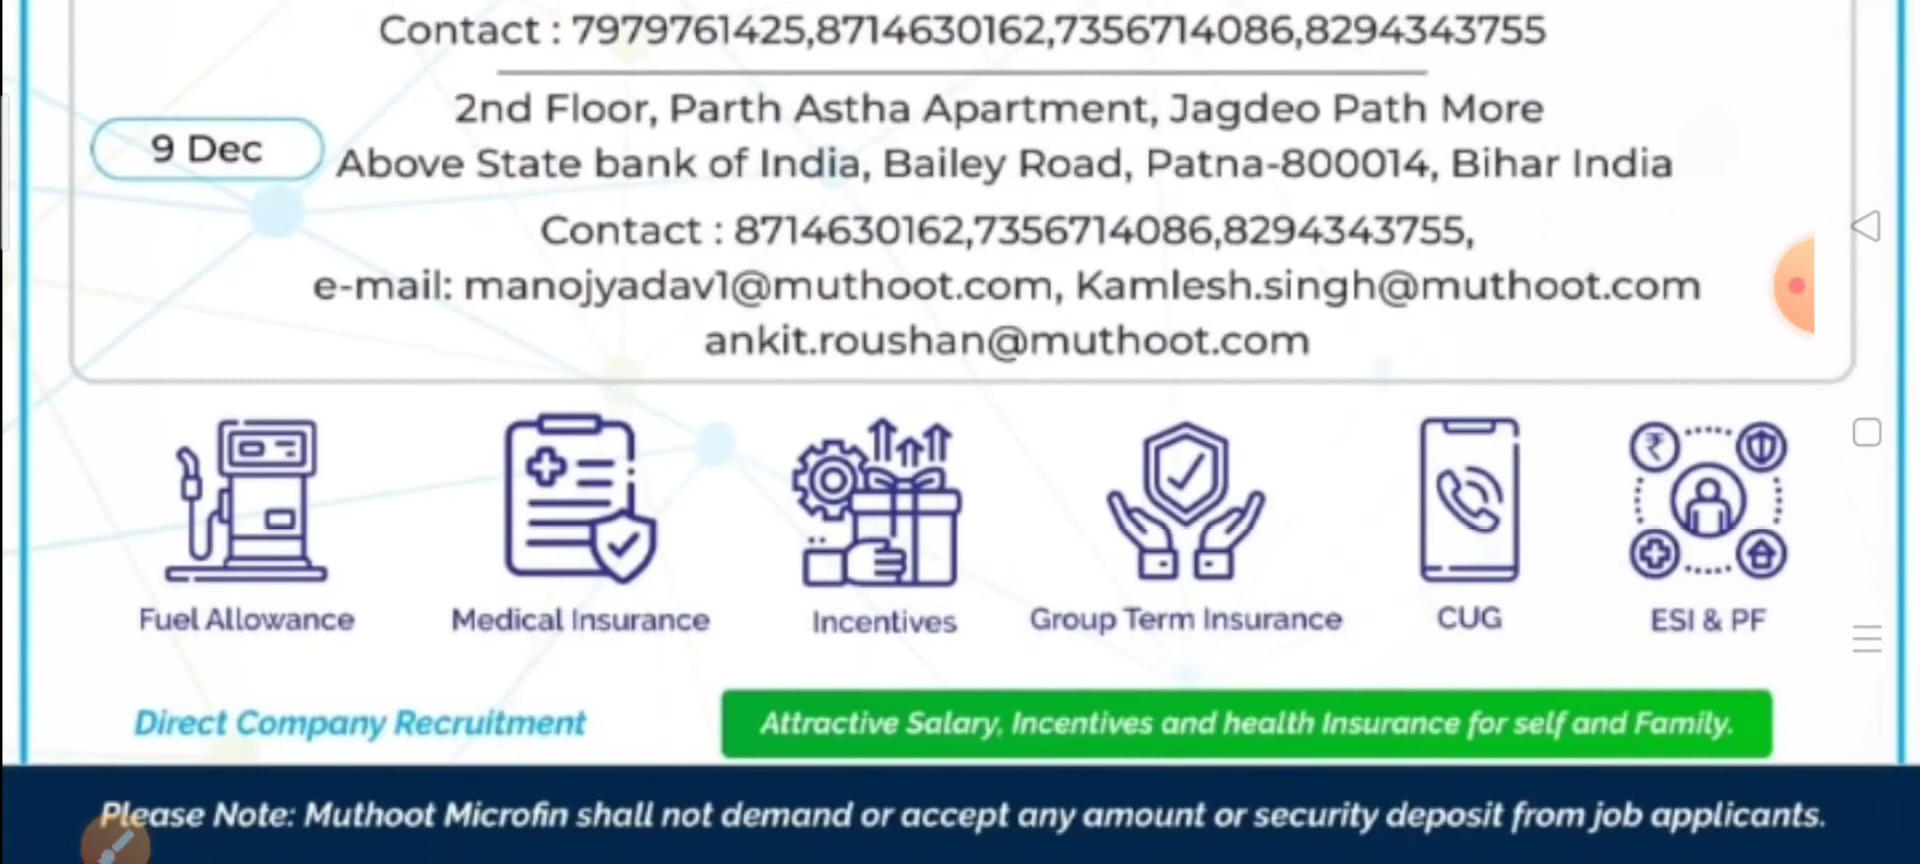 Contact : 7979761425,8714630162,7356714086,8294343755
2nd Floor, Parth Astha Apartment, Jagdeo Path More
9 Dec
Above State bank of India, Bailey Road, Patna-800014, Bihar India
Contact : 8714630162,7356714086,8294343755,
e-mail: manojyadav1@muthoot.com, Kamlesh.singh@muthoot.com
ankit.roushan@muthoot.com
Fuel Allowance
Medical Insurance
Incentives
Group Term Insurance
CUG
ESI & PF
Direct Company Recruitment
Attractive Salary, Incentives and health Insurance for self and Family.
Please Note: Muthoot Microfin shall not demand or accept any amount or security deposit from job applicants.